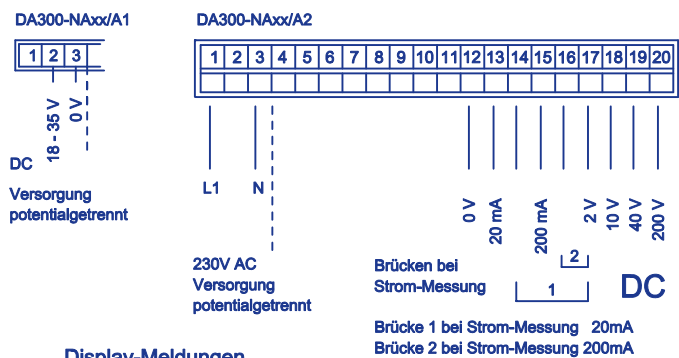 DA300-NAxx/A1
1 2 3
18 - 35 V
0 V
DC
Versorgung
potentialgetrennt
DA300-NAxx/A2
1 2 3 4 5 6 7 8 9 10 11 12 13 14 15 16 17 18 19 20
L1 N
230V AC
Versorgung
potentialgetrennt
0 V
20 mA
200 mA
2 V
10 V
40 V
200 V
Brücken bei
Strom-Messung
2
1
DC
Brücke 1 bei Strom-Messung 20mA
Brücke 2 bei Strom-Messung 200mA
Display-Meldungen